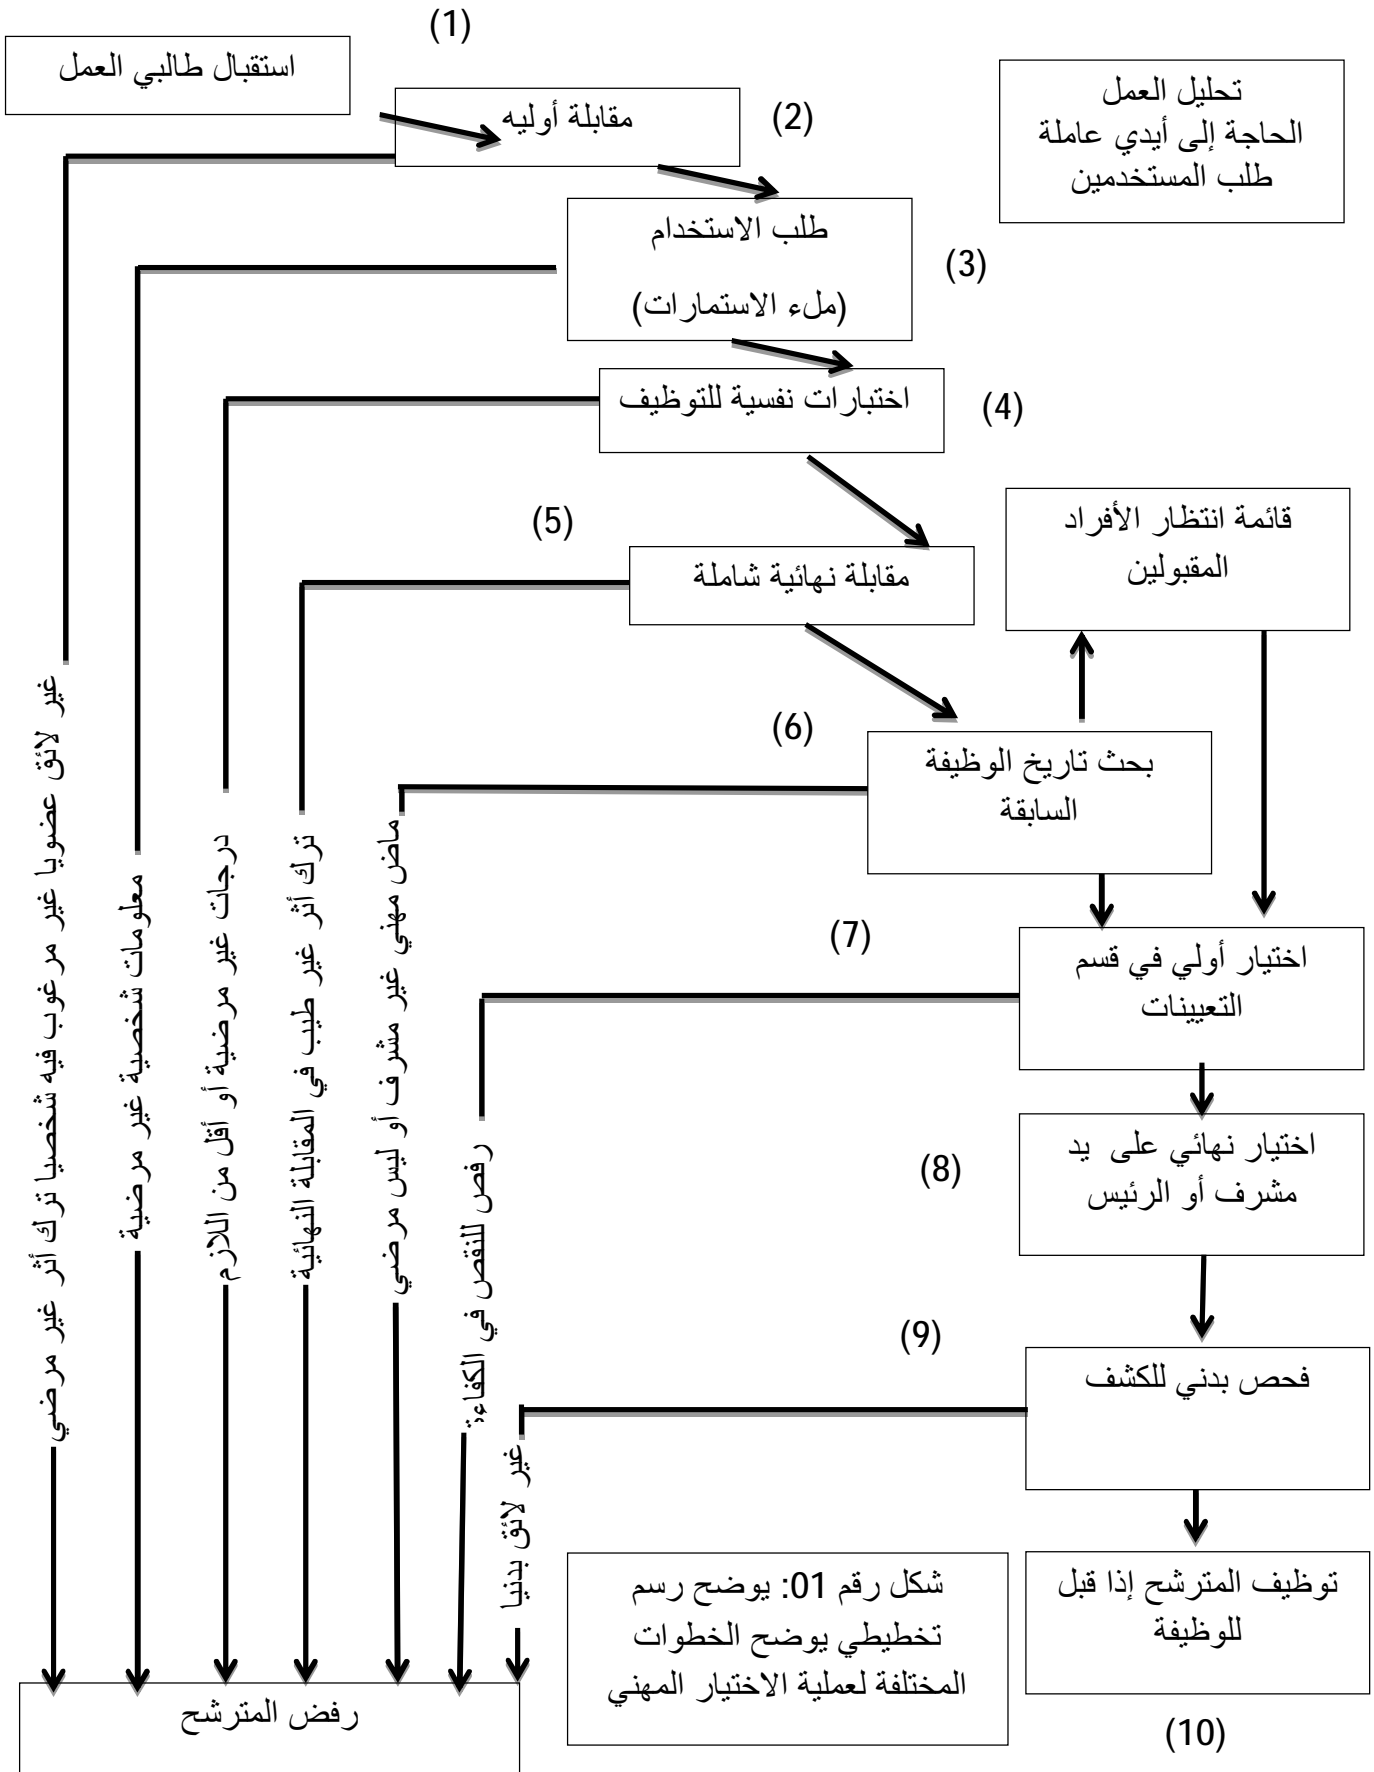 (1)
استقبال طالبي العمل
تحليل العمل
الحاجة إلى أيدي عاملة
طلب المستخدمين
مقابلة أوليه
(2)
طلب الاستخدام
(ملء الاستمارات)
(3)
اختبارات نفسية للتوظيف
(4)
قائمة انتظار الأفراد
المقبولين
(5)
مقابلة نهائية شاملة
(6)
بحث تاريخ الوظيفة
السابقة
(7)
اختيار أولي في قسم
التعيينات
(8)
اختيار نهائي على يد
مشرف أو الرئيس
(9)
فحص بدني للكشف
توظيف المترشح إذا قبل
للوظيفة
(10)
غير لائق عضويا غير مرغوب فيه شخصيا ترك أثر غير مرضي
معلومات شخصية غير مرضية
درجات غير مرضية أو أقل من اللازم
ترك أثر غير طيب في المقابلة النهائية
ماض مهني غير مشرف أو ليس مرضي
رفض للنقص في الكفاءة
غير لائق بدنيا
شكل رقم 01: يوضح رسم
تخطيطي يوضح الخطوات
المختلفة لعملية الاختيار المهني
رفض المترشح